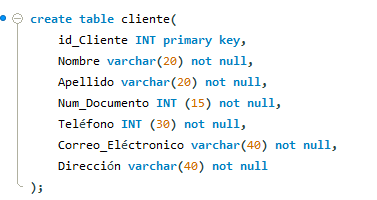 create table cliente(
id_Cliente INT primary key,
Nombre varchar(20) not null,
Apellido varchar(20) not null,
Num_Documento INT (15) not null,
Teléfono INT (30) not null,
Correo_Eléctronico varchar(40) not null,
Dirección varchar(40) not null
);